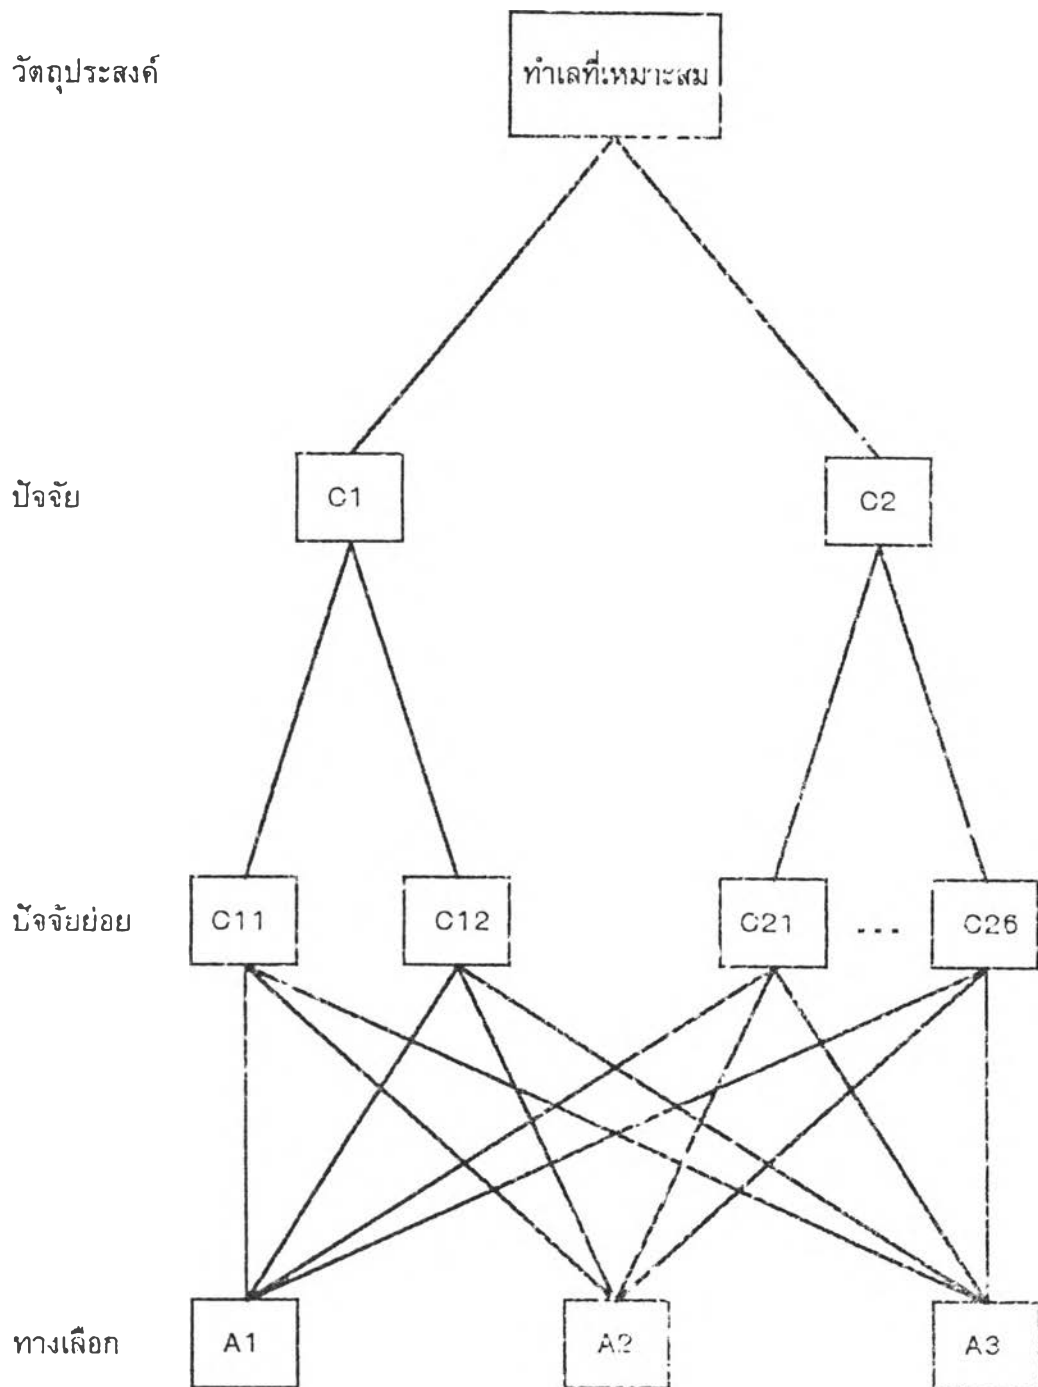 วัตถุประสงค์
ทำเลที่เหมาะสม
ปัจจัย
C1
C2
ปัจจัยย่อย
C11
C12
C21
...
C26
ทางเลือก
A1
A2
A3